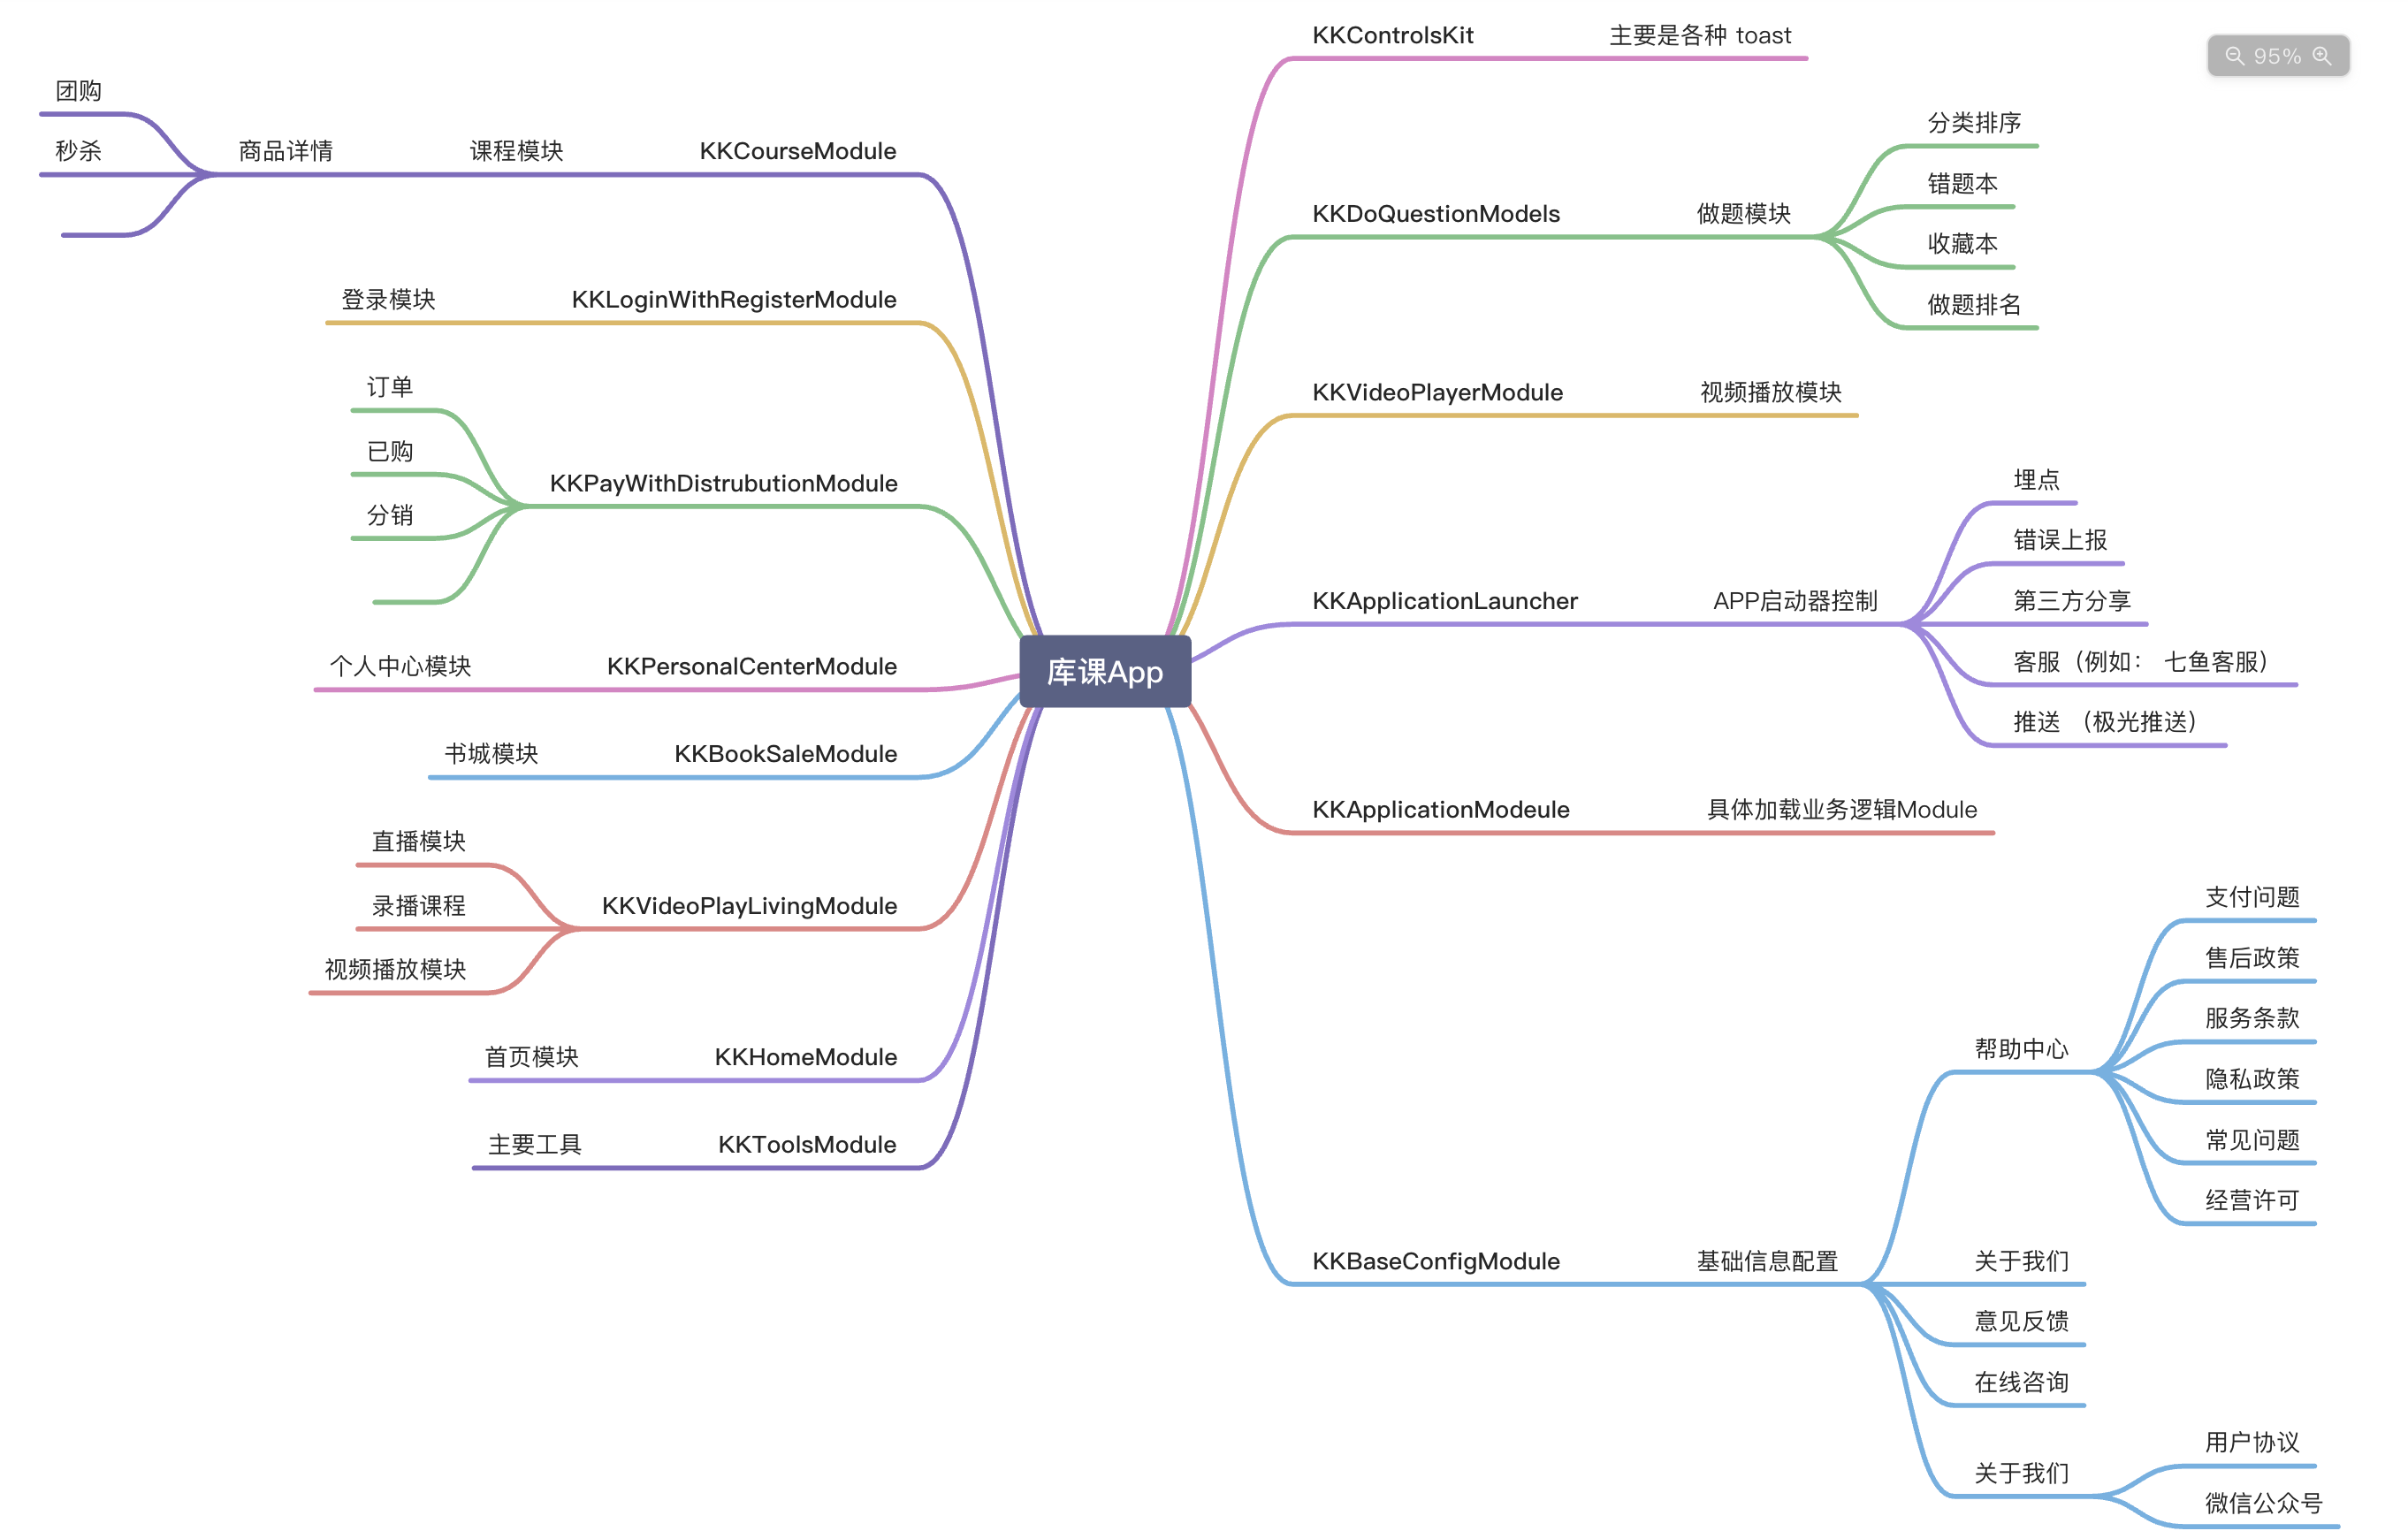 KKControlsKit 主要是各种 toast
95%
团购
秒杀
商品详情 课程模块 KKCourseModule
分类排序
错题本
收藏本
做题排名
KKDoQuestionModels 做题模块
登录模块 KKLoginWithRegisterModule
订单
已购
分销
KKPayWithDistrubutionModule
KKVideoPlayerModule 视频播放模块
埋点
错误上报
第三方分享
客服（例如： 七鱼客服）
推送 （极光推送）
KKApplicationLauncher APP启动器控制
个人中心模块 KKPersonalCenterModule
库课App
书城模块 KKBookSaleModule
KKApplicationModeule 具体加载业务逻辑Module
直播模块
录播课程
视频播放模块
KKVideoPlayLivingModule
首页模块 KKHomeModule
主要工具 KKToolsModule
支付问题
售后政策
服务条款
隐私政策
常见问题
经营许可
帮助中心
KKBaseConfigModule 基础信息配置
关于我们
意见反馈
在线咨询
关于我们
用户协议
微信公众号